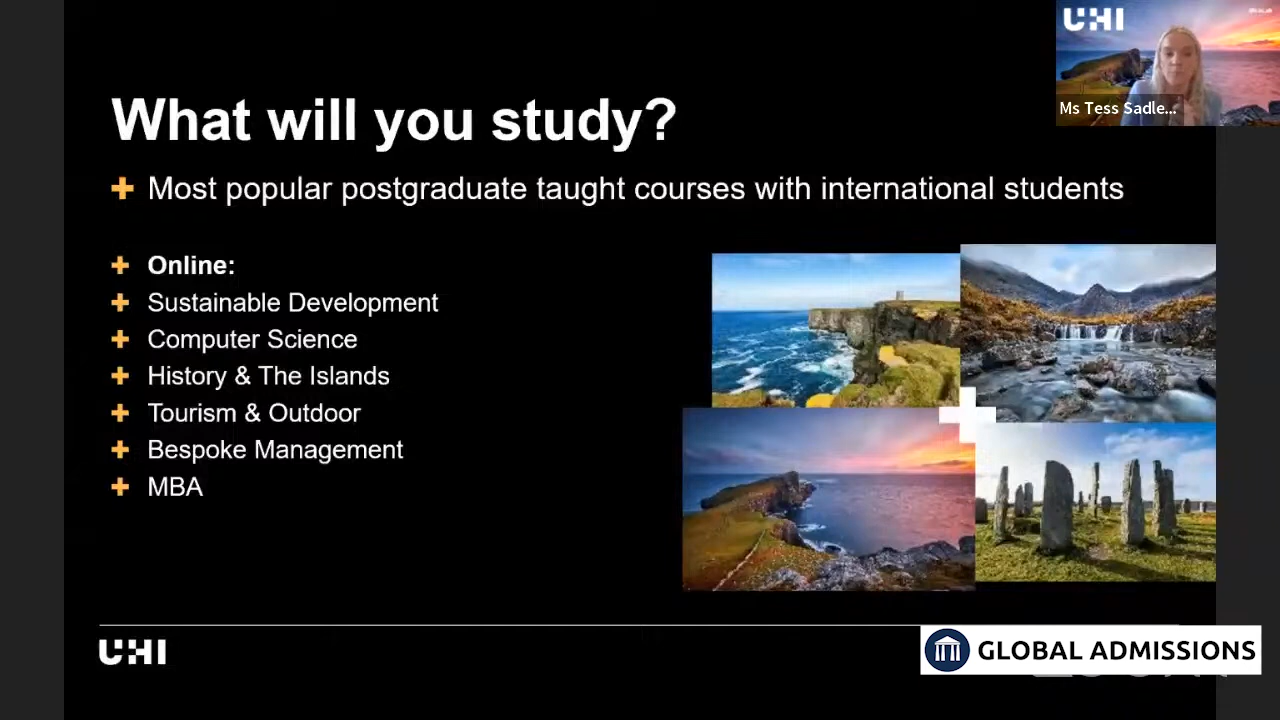 UHI
Ms Tess Sadle...
What will you study?
Most popular postgraduate taught courses with international students
Online:
Sustainable Development
Computer Science
History & The Islands
Tourism & Outdoor
Bespoke Management
MBA
UHI
GLOBAL ADMISSIONS